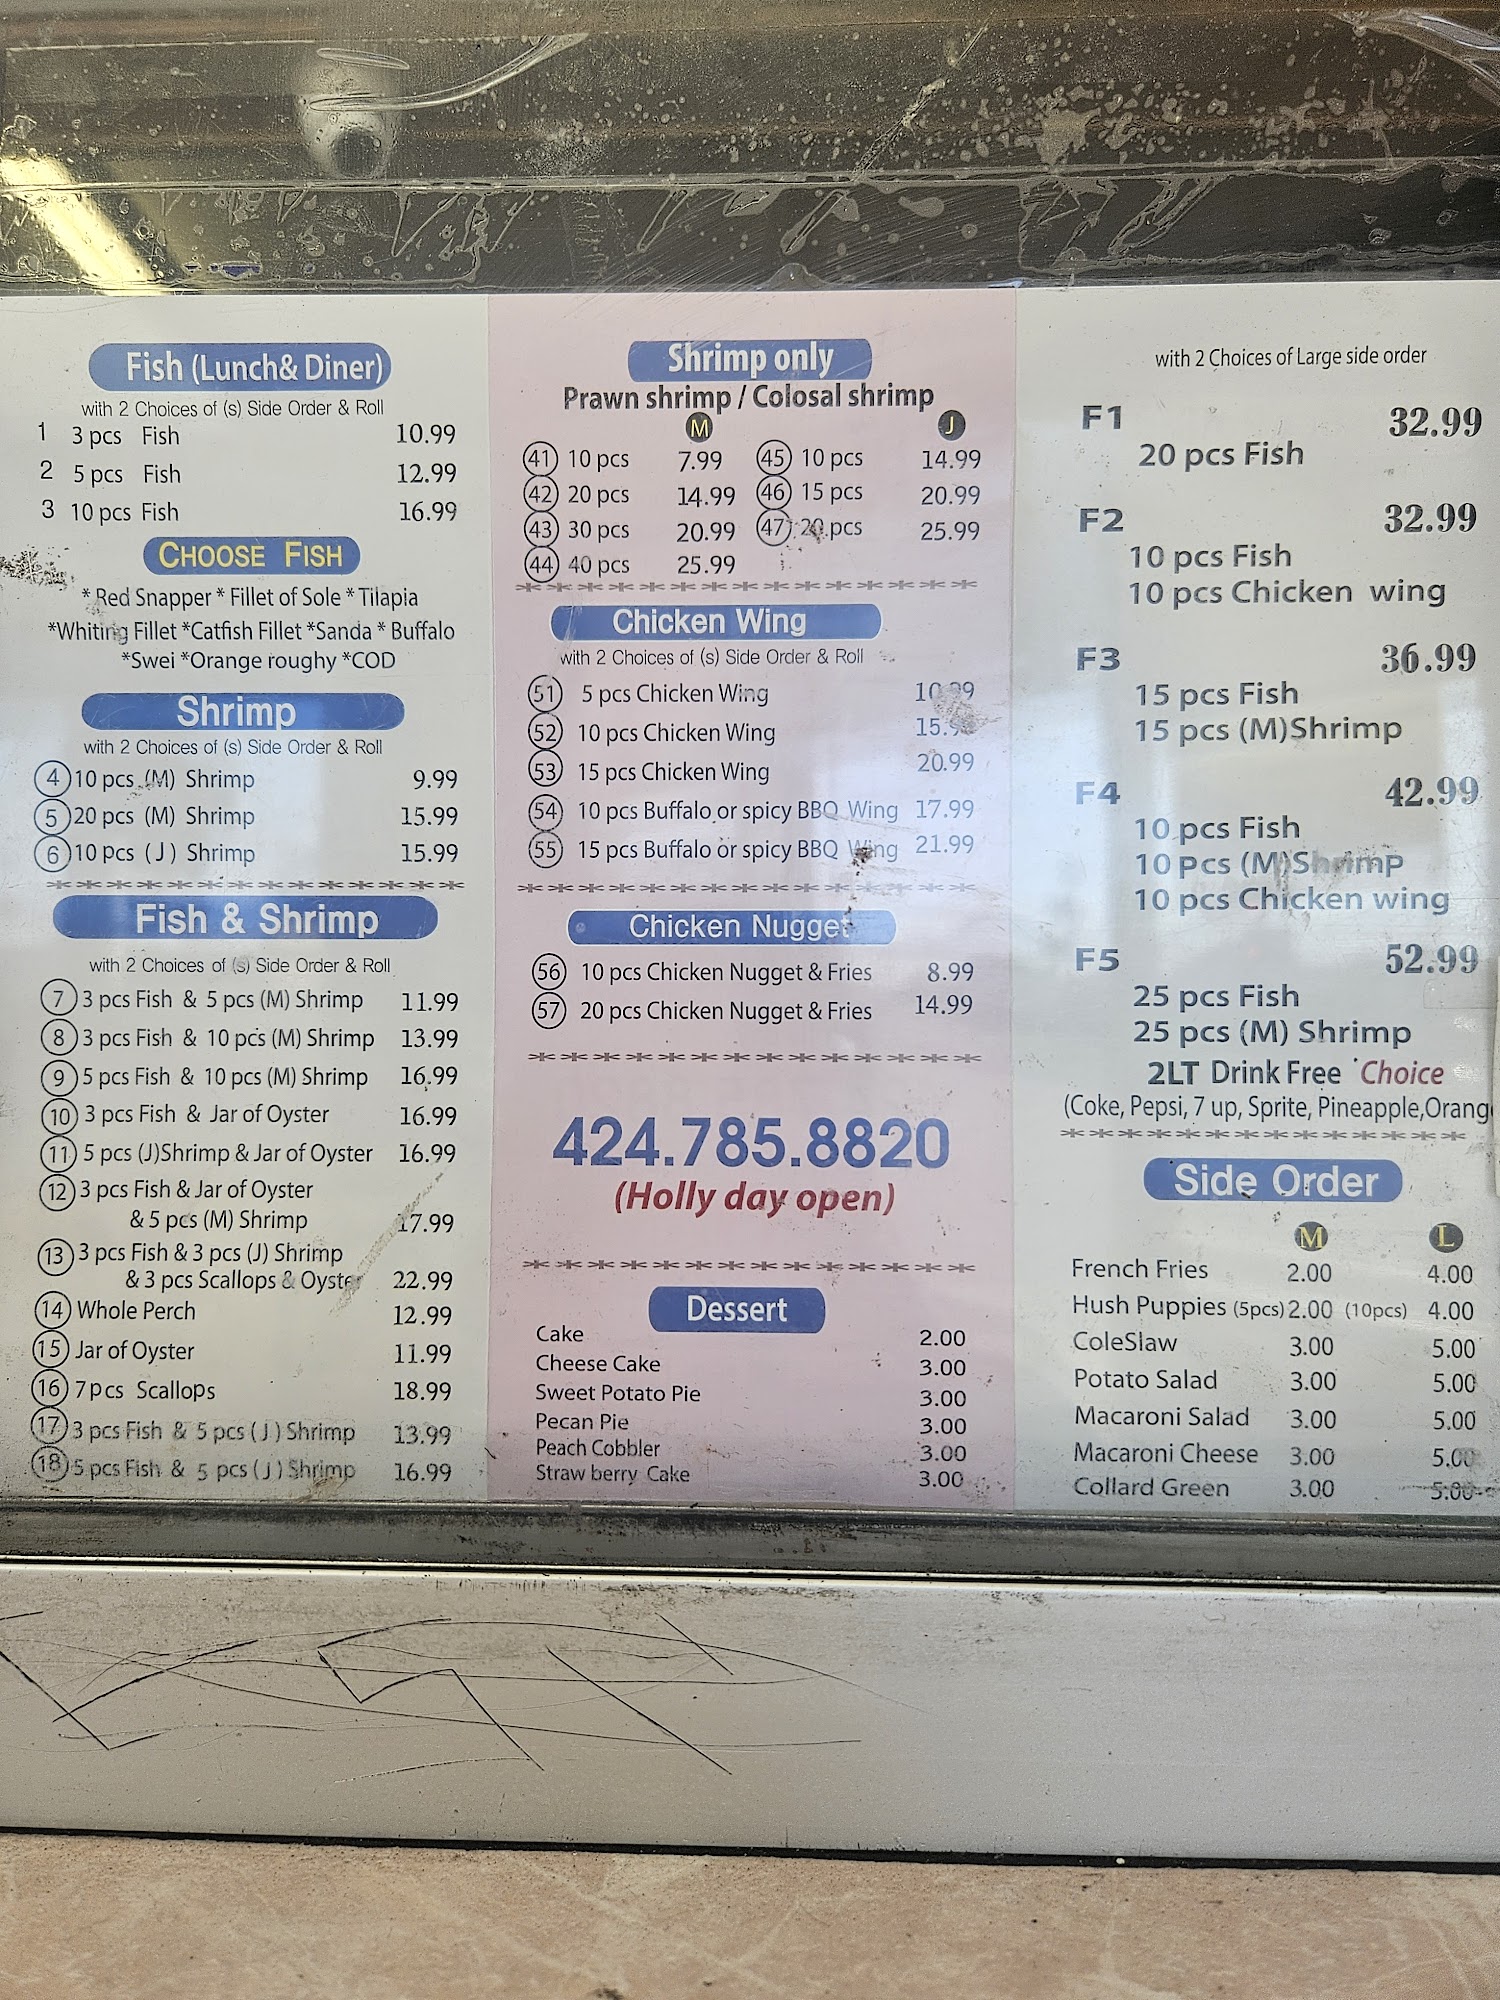 Fish (Lunch& Diner)
with 2 Choices of (s) Side Order & Roll
1 3 pcs Fish 10.99
2 5 pcs Fish 12.99
3 10 pcs Fish 16.99
CHOOSE FISH
* Red Snapper * Fillet of Sole * Tilapia
*Whiting Fillet *Catfish Fillet *Sanda * Buffalo
*Swei *Orange roughy *COD
Shrimp
with 2 Choices of (s) Side Order & Roll
4 10 pcs (M) Shrimp 9.99
5 20 pcs (M) Shrimp 15.99
6 10 pcs (J) Shrimp 15.99
Fish & Shrimp
with 2 Choices of (s) Side Order & Roll
7 3 pcs Fish & 5 pcs (M) Shrimp 11.99
8 3 pcs Fish & 10 pcs (M) Shrimp 13.99
9 5 pcs Fish & 10 pcs (M) Shrimp 16.99
10 3 pcs Fish & Jar of Oyster 16.99
11 5 pcs (J)Shrimp & Jar of Oyster 16.99
12 3 pcs Fish & Jar of Oyster
& 5 pcs (M) Shrimp 17.99
13 3 pcs Fish & 3 pcs (J) Shrimp
& 3 pcs Scallops & Oyster 22.99
14 Whole Perch 12.99
15 Jar of Oyster 11.99
16 7pcs Scallops 18.99
17 3 pcs Fish & 5 pcs (J) Shrimp 13.99
18 5 pcs Fish & 5 pcs (J) Shrimp 16.99
Shrimp only
Prawn shrimp / Colosal shrimp
M J
41 10 pcs 7.99 45 10 pcs 14.99
42 20 pcs 14.99 46 15 pcs 20.99
43 30 pcs 20.99 47 20 pcs 25.99
44 40 pcs 25.99
Chicken Wing
with 2 Choices of (s) Side Order & Roll
51 5 pcs Chicken Wing 10.99
52 10 pcs Chicken Wing
53 15 pcs Chicken Wing 20.99
54 10 pcs Buffalo or spicy BBQ Wing 17.99
55 15 pcs Buffalo or spicy BBQ Wing 21.99
Chicken Nugget
56 10 pcs Chicken Nugget & Fries 8.99
57 20 pcs Chicken Nugget & Fries 14.99
424.785.8820
(Holly day open)
Dessert
Cake 2.00
Cheese Cake 3.00
Sweet Potato Pie 3.00
Pecan Pie 3.00
Peach Cobbler 3.00
Straw berry Cake 3.00
with 2 Choices of Large side order
F1 32.99
20 pcs Fish
F2 32.99
10 pcs Fish
10 pcs Chicken wing
F3 36.99
15 pcs Fish
15 pcs (M)Shrimp
F4 42.99
10 pcs Fish
10 pcs (M)Shrimp
10 pcs Chicken wing
F5 52.99
25 pcs Fish
25 pcs (M) Shrimp
2LT Drink Free Choice
(Coke, Pepsi, 7 up, Sprite, Pineapple,Orang
Side Order
M L
French Fries 2.00 4.00
Hush Puppies (5pcs) 2.00 (10pcs) 4.00
ColeSlaw 3.00 5.00
Potato Salad 3.00 5.00
Macaroni Salad 3.00 5.00
Macaroni Cheese 3.00 5.00
Collard Green 3.00 5.00